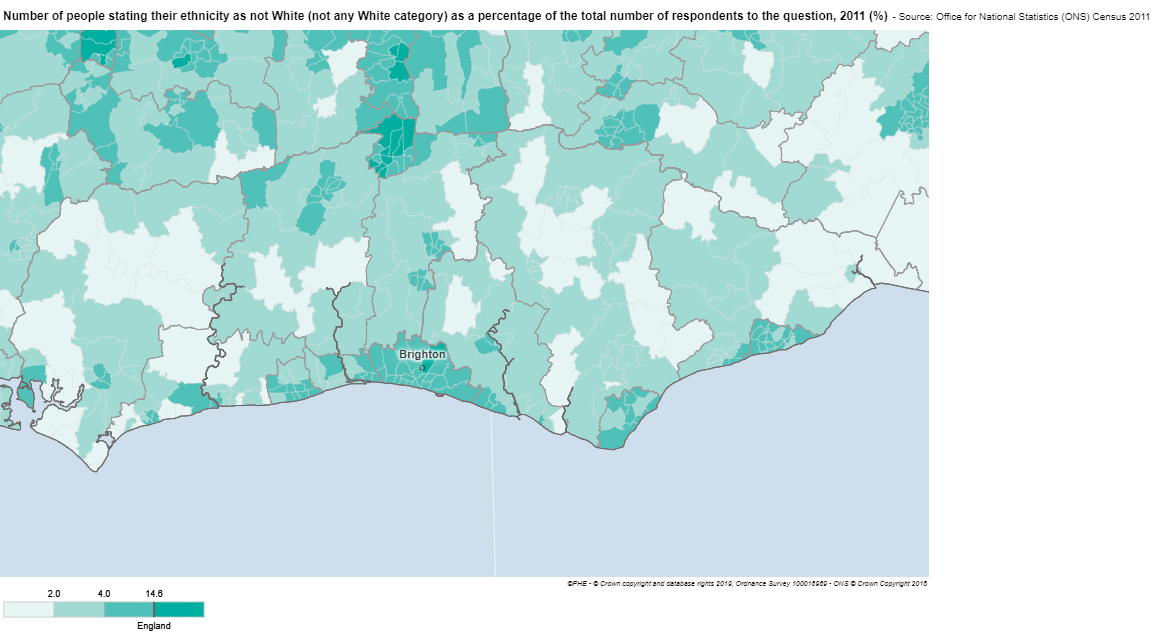 Number of people stating their ethnicity as not White (not any White category) as a percentage of the total number of respondents to the question, 2011 (%) - Source: Office for National Statistics (ONS) Census 2011
Brighton
©PHE - © Crown copyright and database rights 2019, Ordnance Survey 100016969 - ONS © Crown Copyright 2016
2.0 4.0 14.6
England